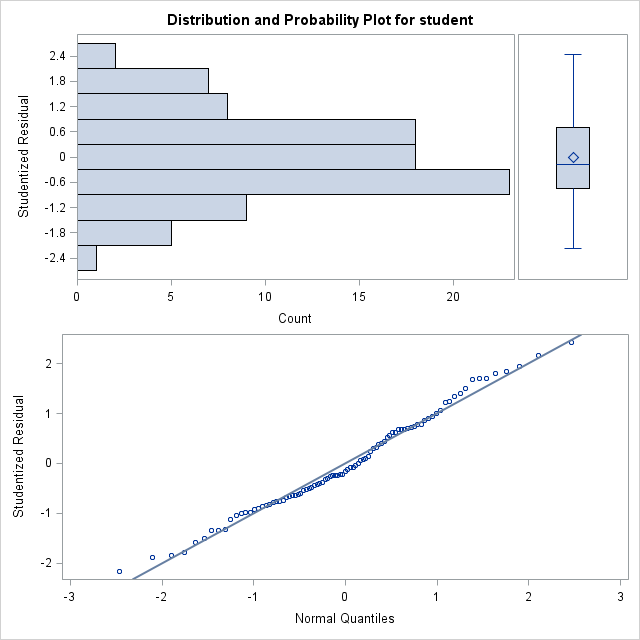 Distribution and Probability Plot for student
Studentized Residual
2.4
1.8
1.2
0.6
0
-0.6
-1.2
-1.8
-2.4
0 5 10 15 20
Count
Studentized Residual
2
1
0
-1
-2
-3 -2 -1 0 1 2 3
Normal Quantiles